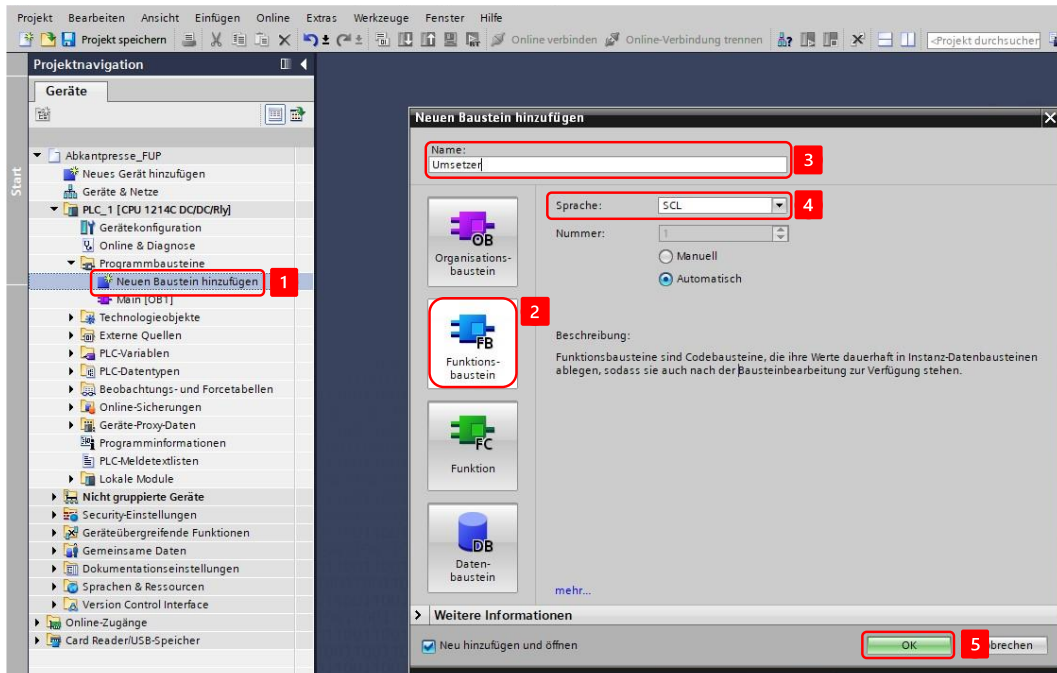 Projekt Bearbeiten Ansicht Einfügen Online Extras Werkzeuge Fenster Hilfe
Projekt speichern
Online verbinden
Online-Verbindung trennen
<Projekt durchsuchen
Projektnavigation
Geräte
Start
Abkantpresse_FUP
Neues Gerät hinzufügen
Geräte & Netze
PLC_1 [CPU 1214C DC/DC/Rly]
Gerätekonfiguration
Online & Diagnose
Programmbausteine
Neuen Baustein hinzufügen
1
Main [OB1]
Technologieobjekte
Externe Quellen
PLC-Variablen
PLC-Datentypen
Beobachtungs- und Forcetabellen
Online-Sicherungen
Geräte-Proxy-Daten
Programminformationen
PLC-Meldetextlisten
Lokale Module
Nicht gruppierte Geräte
Security-Einstellungen
Geräteübergreifende Funktionen
Gemeinsame Daten
Dokumentationseinstellungen
Sprachen & Ressourcen
Version Control Interface
Online-Zugänge
Card Reader/USB-Speicher
Neuen Baustein hinzufügen
Name:
Umsetzer
3
OB
Organisations-
baustein
2
FB
Funktions-
baustein
FC
Funktion
DB
Daten-
baustein
Sprache: SCL
4
Nummer: 1
Manuell
Automatisch
Beschreibung:
Funktionsbausteine sind Codebausteine, die ihre Werte dauerhaft in Instanz-Datenbausteinen
ablegen, sodass sie auch nach der Bausteinbearbeitung zur Verfügung stehen.
mehr...
Weitere Informationen
Neu hinzufügen und öffnen
OK
5
brechen